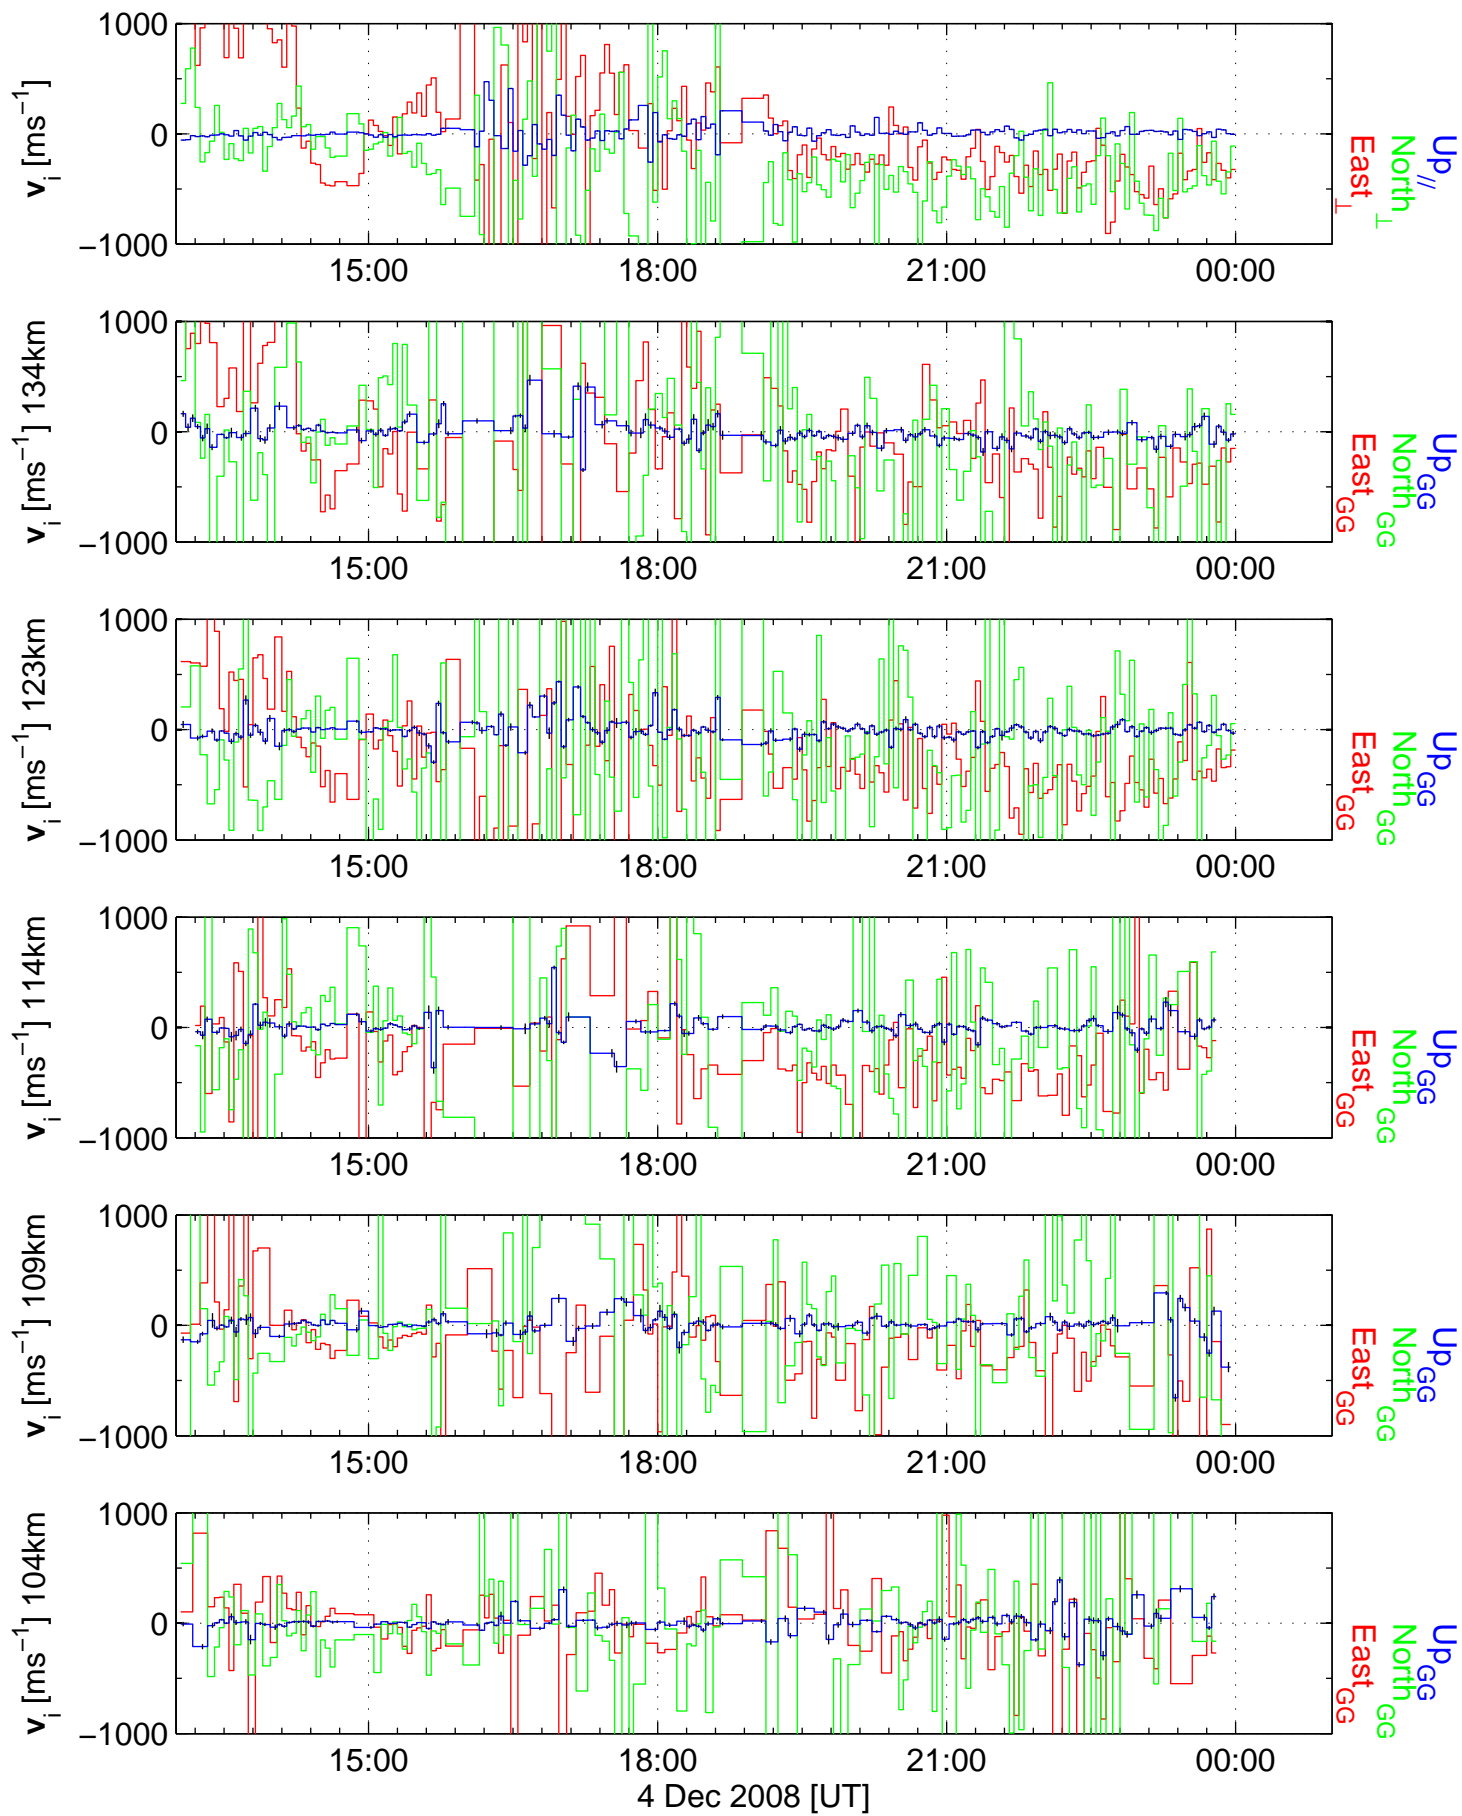 1000
0
−1000
v_i [ms^−1]
15:00 18:00 21:00 00:00
Up_//
North_⊥
East_⊥
1000
0
−1000
v_i [ms^−1] 134km
15:00 18:00 21:00 00:00
Up_GG
North_GG
East_GG
1000
0
−1000
v_i [ms^−1] 123km
15:00 18:00 21:00 00:00
Up_GG
North_GG
East_GG
1000
0
−1000
v_i [ms^−1] 114km
15:00 18:00 21:00 00:00
Up_GG
North_GG
East_GG
1000
0
−1000
v_i [ms^−1] 109km
15:00 18:00 21:00 00:00
Up_GG
North_GG
East_GG
1000
0
−1000
v_i [ms^−1] 104km
15:00 18:00 21:00 00:00
Up_GG
North_GG
East_GG
4 Dec 2008 [UT]